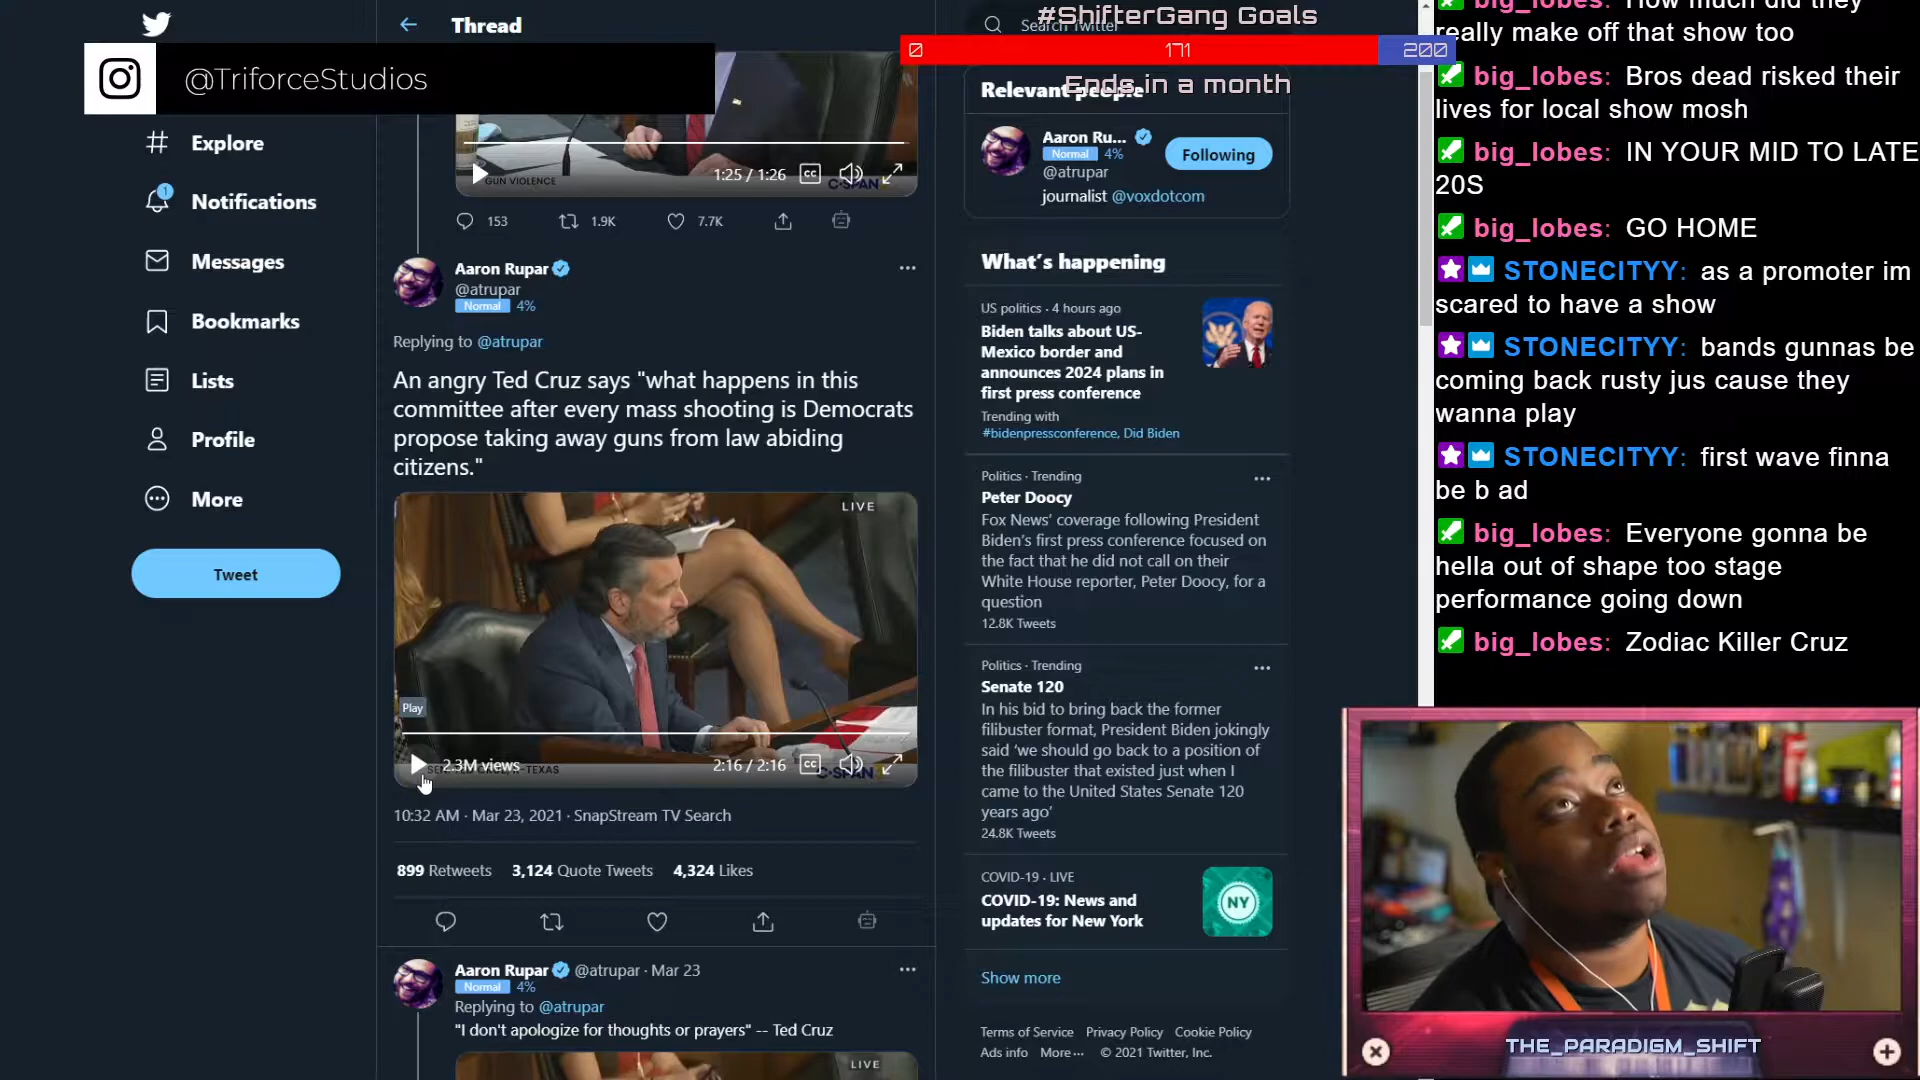 Thread
@TriforceStudios
Explore
1
Notifications
Messages
Bookmarks
Lists
Profile
More
Tweet
GUN VIOLENCE
1:25 / 1:26
CC
C-SPAN
153
1.9K
7.7K
Aaron Rupar
@atrupar
Normal 4%
Replying to @atrupar
An angry Ted Cruz says "what happens in this
committee after every mass shooting is Democrats
propose taking away guns from law abiding
citizens."
LIVE
Play
2.3M views
2:16 / 2:16
CC
C-SPAN
10:32 AM · Mar 23, 2021 · SnapStream TV Search
899 Retweets 3,124 Quote Tweets 4,324 Likes
Aaron Rupar @atrupar · Mar 23
Normal 4%
Replying to @atrupar
"I don't apologize for thoughts or prayers" -- Ted Cruz
LIVE
#ShifterGang Goals
Search Twitter
0 171 200
Ends in a month
Relevant people
Aaron Ru...
Normal 4%
@atrupar
Following
journalist @voxdotcom
What's happening
US politics · 4 hours ago
Biden talks about US-
Mexico border and
announces 2024 plans in
first press conference
Trending with
#bidenpressconference, Did Biden
Politics · Trending
Peter Doocy
Fox News' coverage following President
Biden's first press conference focused on
the fact that he did not call on their
White House reporter, Peter Doocy, for a
question
12.8K Tweets
Politics · Trending
Senate 120
In his bid to bring back the former
filibuster format, President Biden jokingly
said 'we should go back to a position of
the filibuster that existed just when I
came to the United States Senate 120
years ago'
24.8K Tweets
COVID-19 · LIVE
COVID-19: News and
updates for New York
NY
Show more
Terms of Service Privacy Policy Cookie Policy
Ads info More··· © 2021 Twitter, Inc.
big_lobes: How much did they
really make off that show too
big_lobes: Bros dead risked their
lives for local show mosh
big_lobes: IN YOUR MID TO LATE
20S
big_lobes: GO HOME
STONECITYY: as a promoter im
scared to have a show
STONECITYY: bands gunnas be
coming back rusty jus cause they
wanna play
STONECITYY: first wave finna
be b ad
big_lobes: Everyone gonna be
hella out of shape too stage
performance going down
big_lobes: Zodiac Killer Cruz
THE_PARADIGM_SHIFT